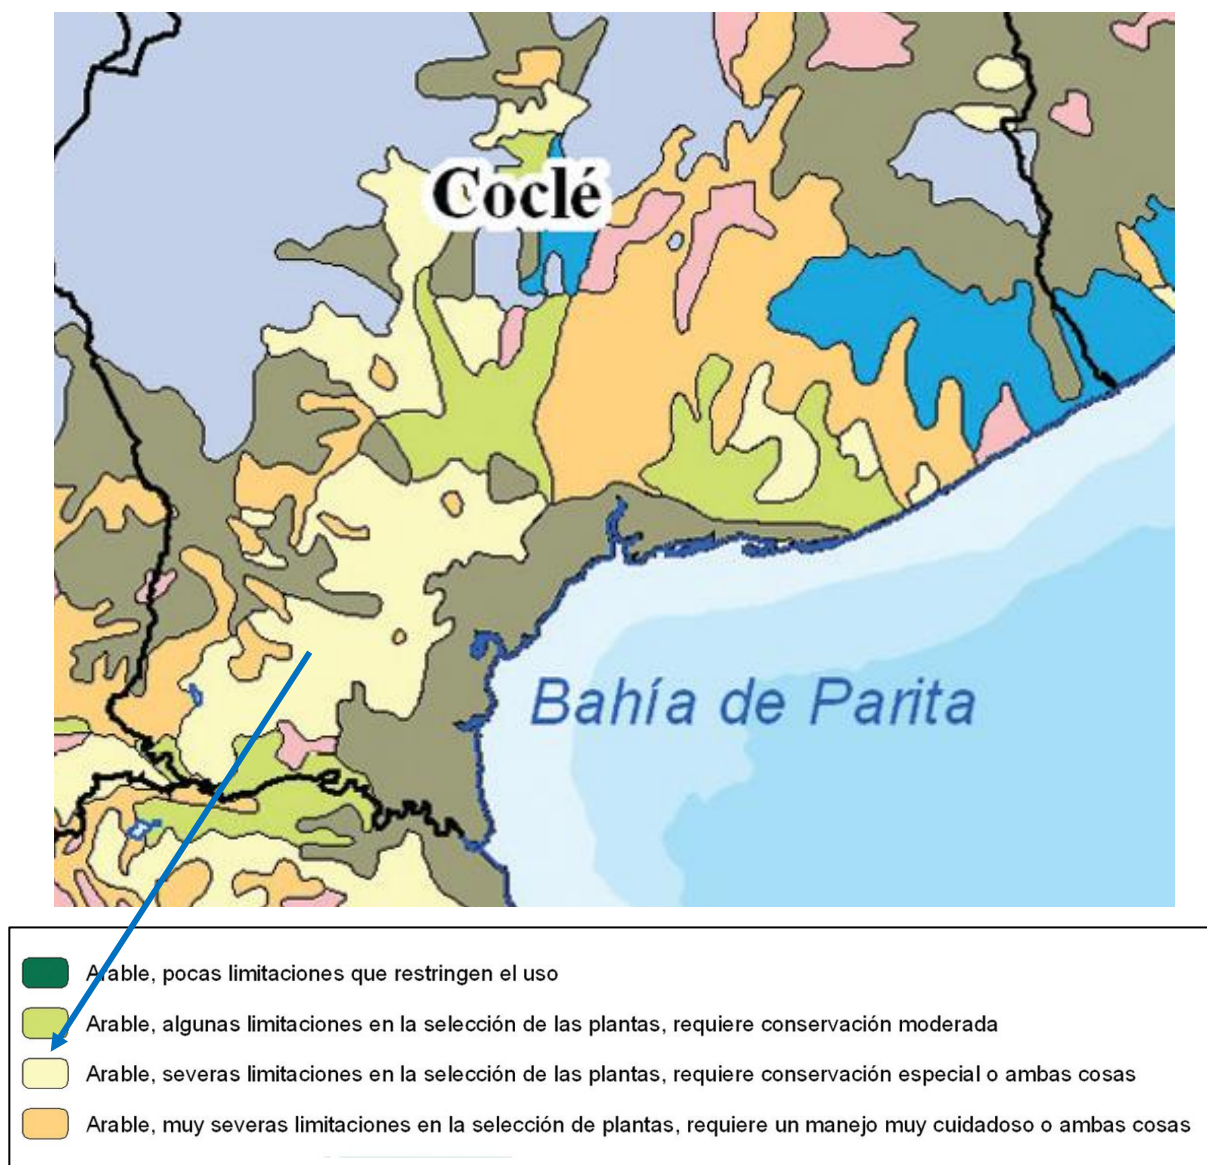 Coclé
Bahía de Parita
Arable, pocas limitaciones que restringen el uso
Arable, algunas limitaciones en la selección de las plantas, requiere conservación moderada
Arable, severas limitaciones en la selección de las plantas, requiere conservación especial o ambas cosas
Arable, muy severas limitaciones en la selección de plantas, requiere un manejo muy cuidadoso o ambas cosas